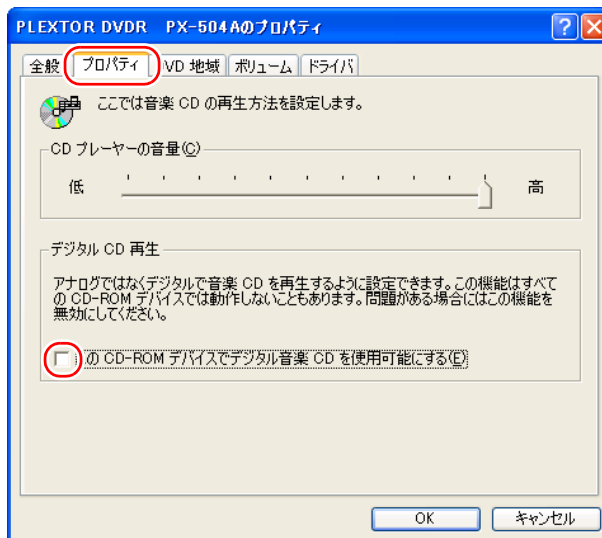 PLEXTOR DVDR PX-504Aのプロパティ
全般 プロパティ VD 地域 ボリューム ドライバ
ここでは音楽 CD の再生方法を設定します。
CD プレーヤーの音量(C)
低 高
デジタル CD 再生
アナログではなくデジタルで音楽 CD を再生するように設定できます。この機能はすべて
の CD-ROM デバイスでは動作しないこともあります。問題がある場合にはこの機能を
無効にしてください。
の CD-ROM デバイスでデジタル音楽 CD を使用可能にする(E)
OK キャンセル